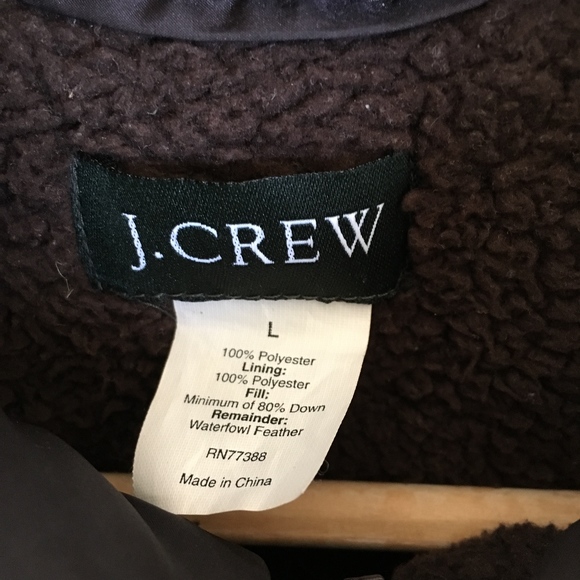 J.CREW
L
100% Polyester
Lining:
100% Polyester
Fill:
Minimum of 80% Down
Remainder:
Waterfowl Feather
RN77388
Made in China